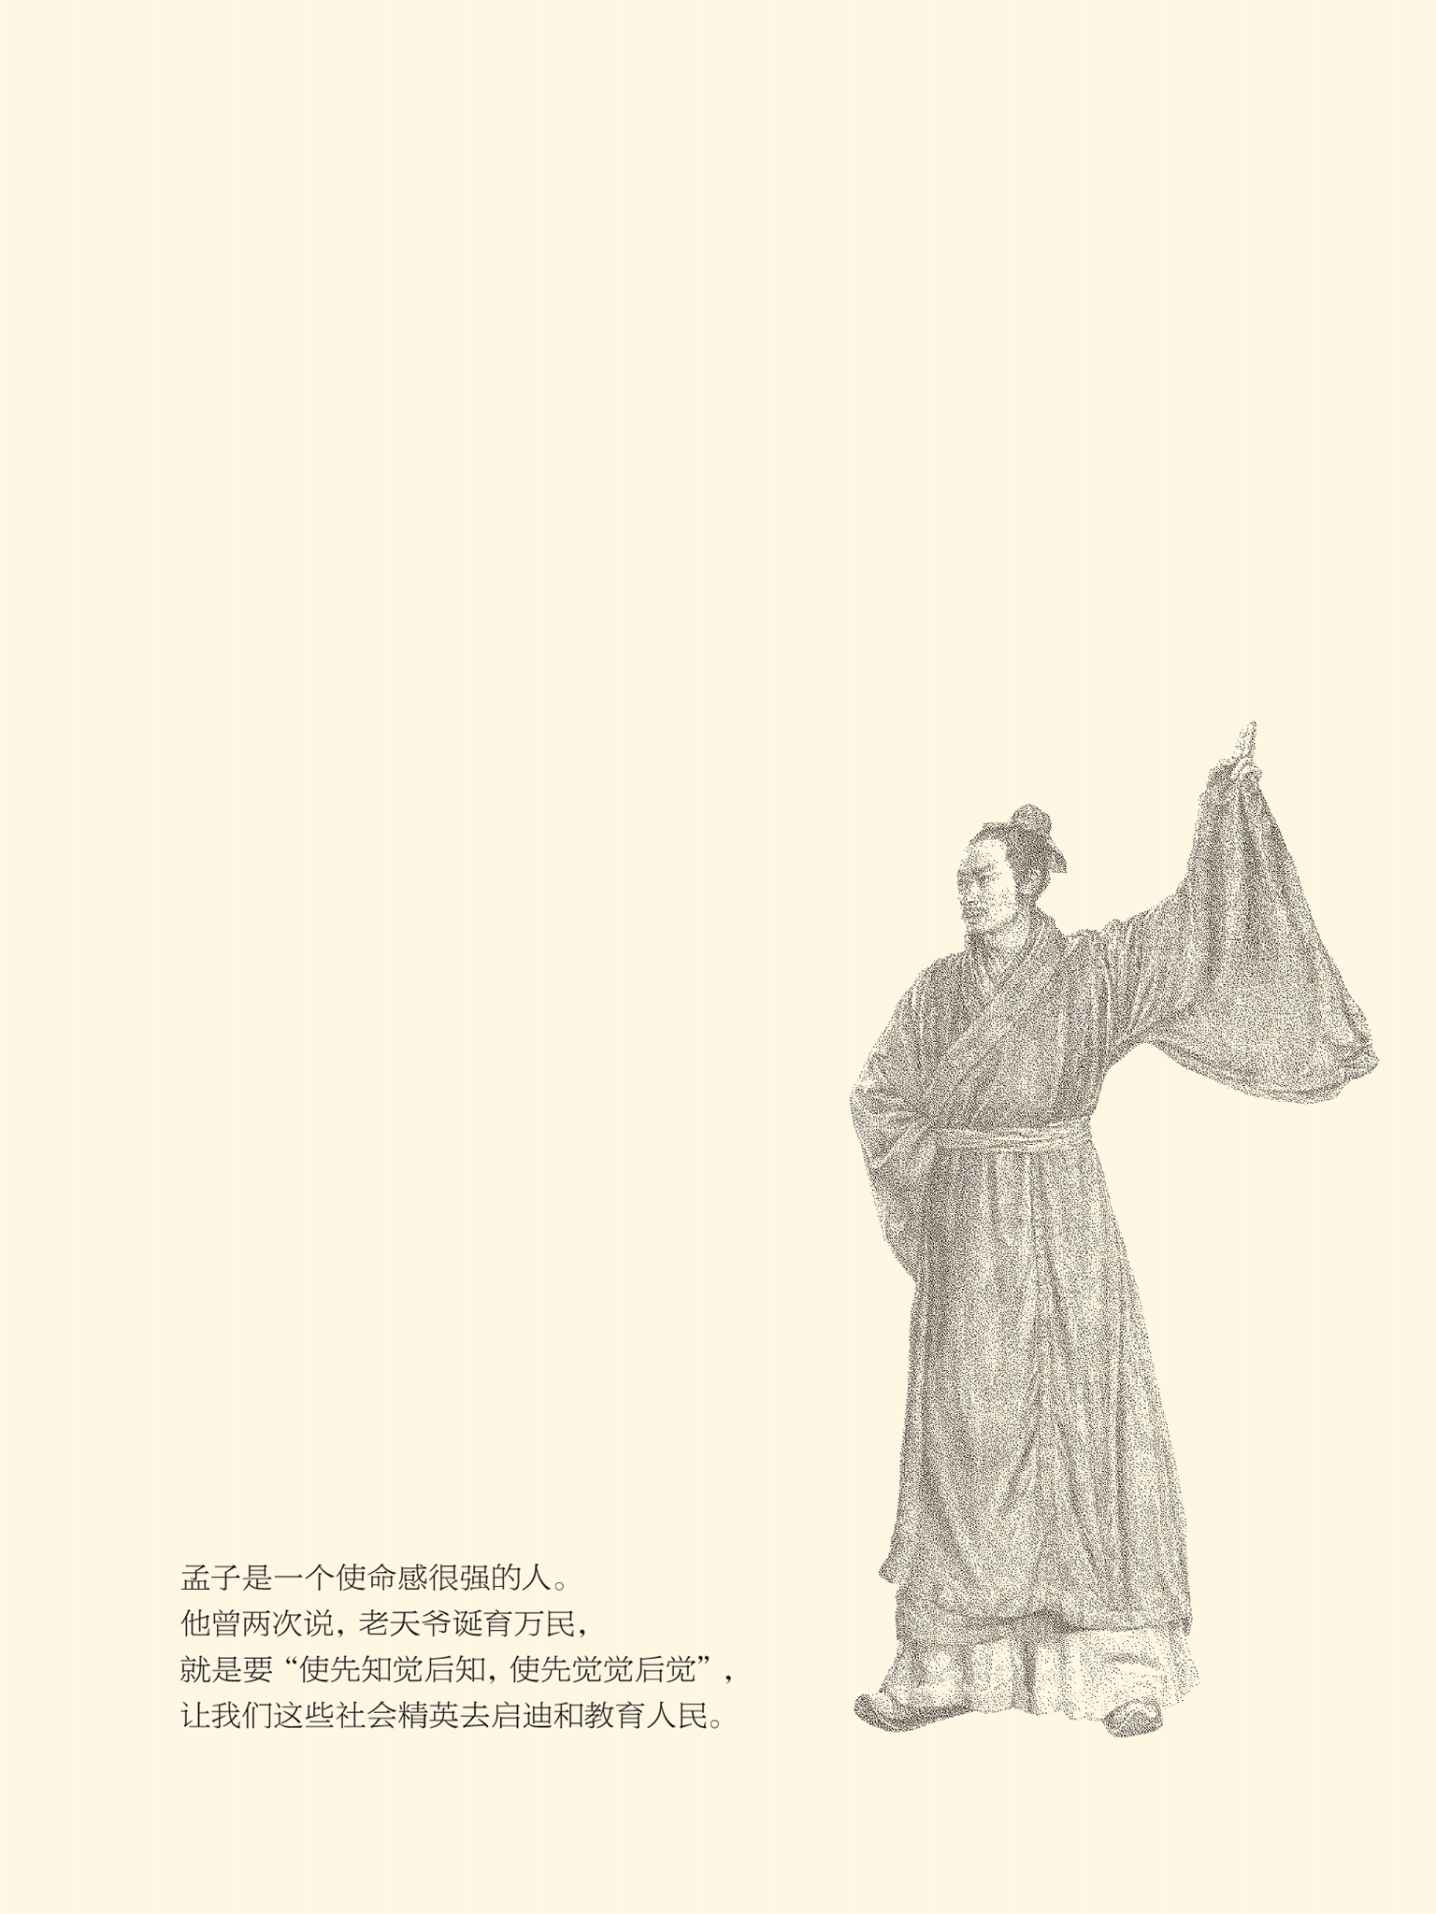 孟子是一个使命感很强的人。
他曾两次说，老天爷诞育万民，
就是要“使先知觉后知，使先觉觉后觉”，
让我们这些社会精英去启迪和教育人民。